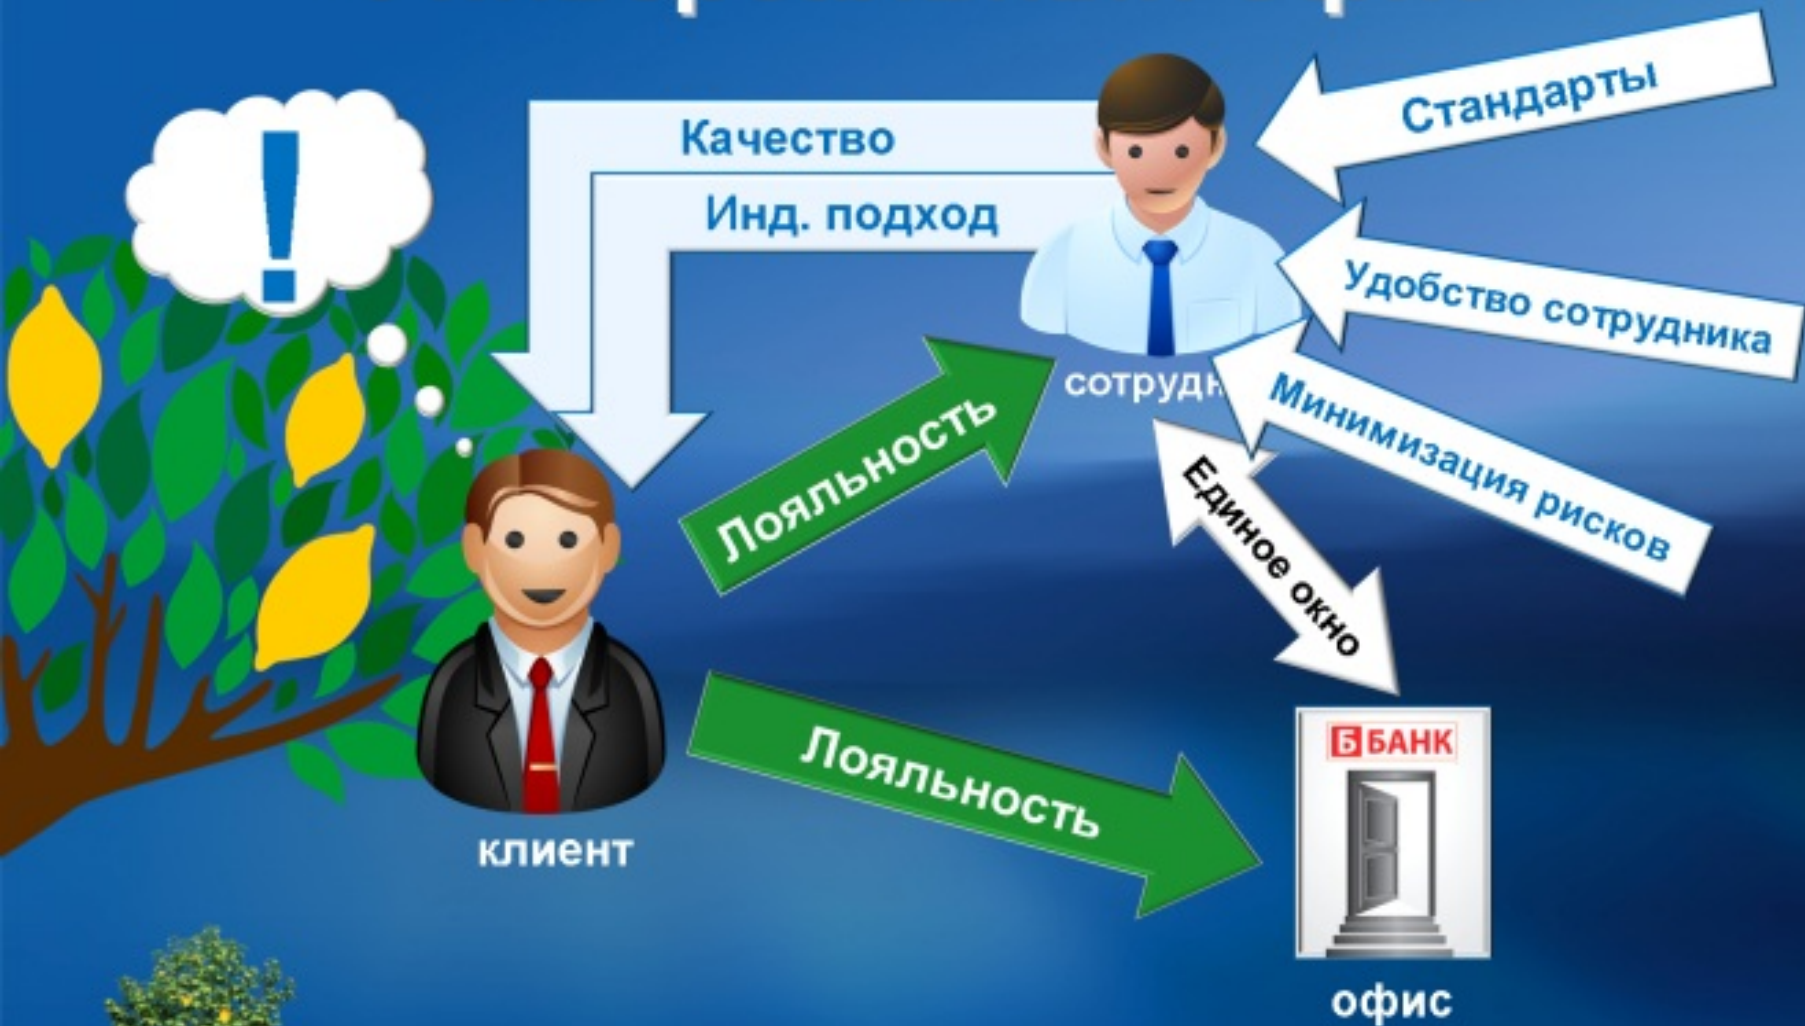 !
Качество
Инд. подход
Стандарты
Удобство сотрудника
Минимизация рисков
Единое окно
Лояльность
Лояльность
клиент
Б БАНК
офис